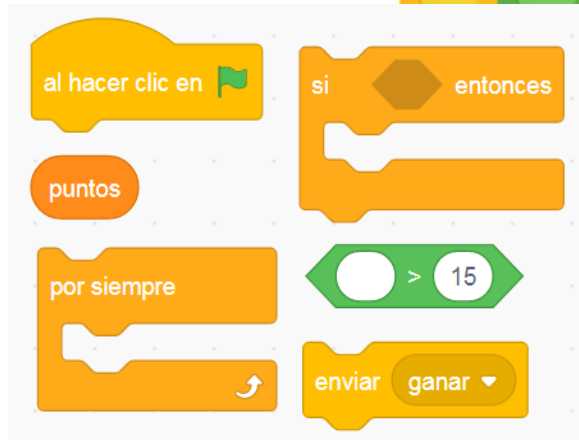 al hacer clic en
si entonces
puntos
por siempre
> 15
enviar ganar